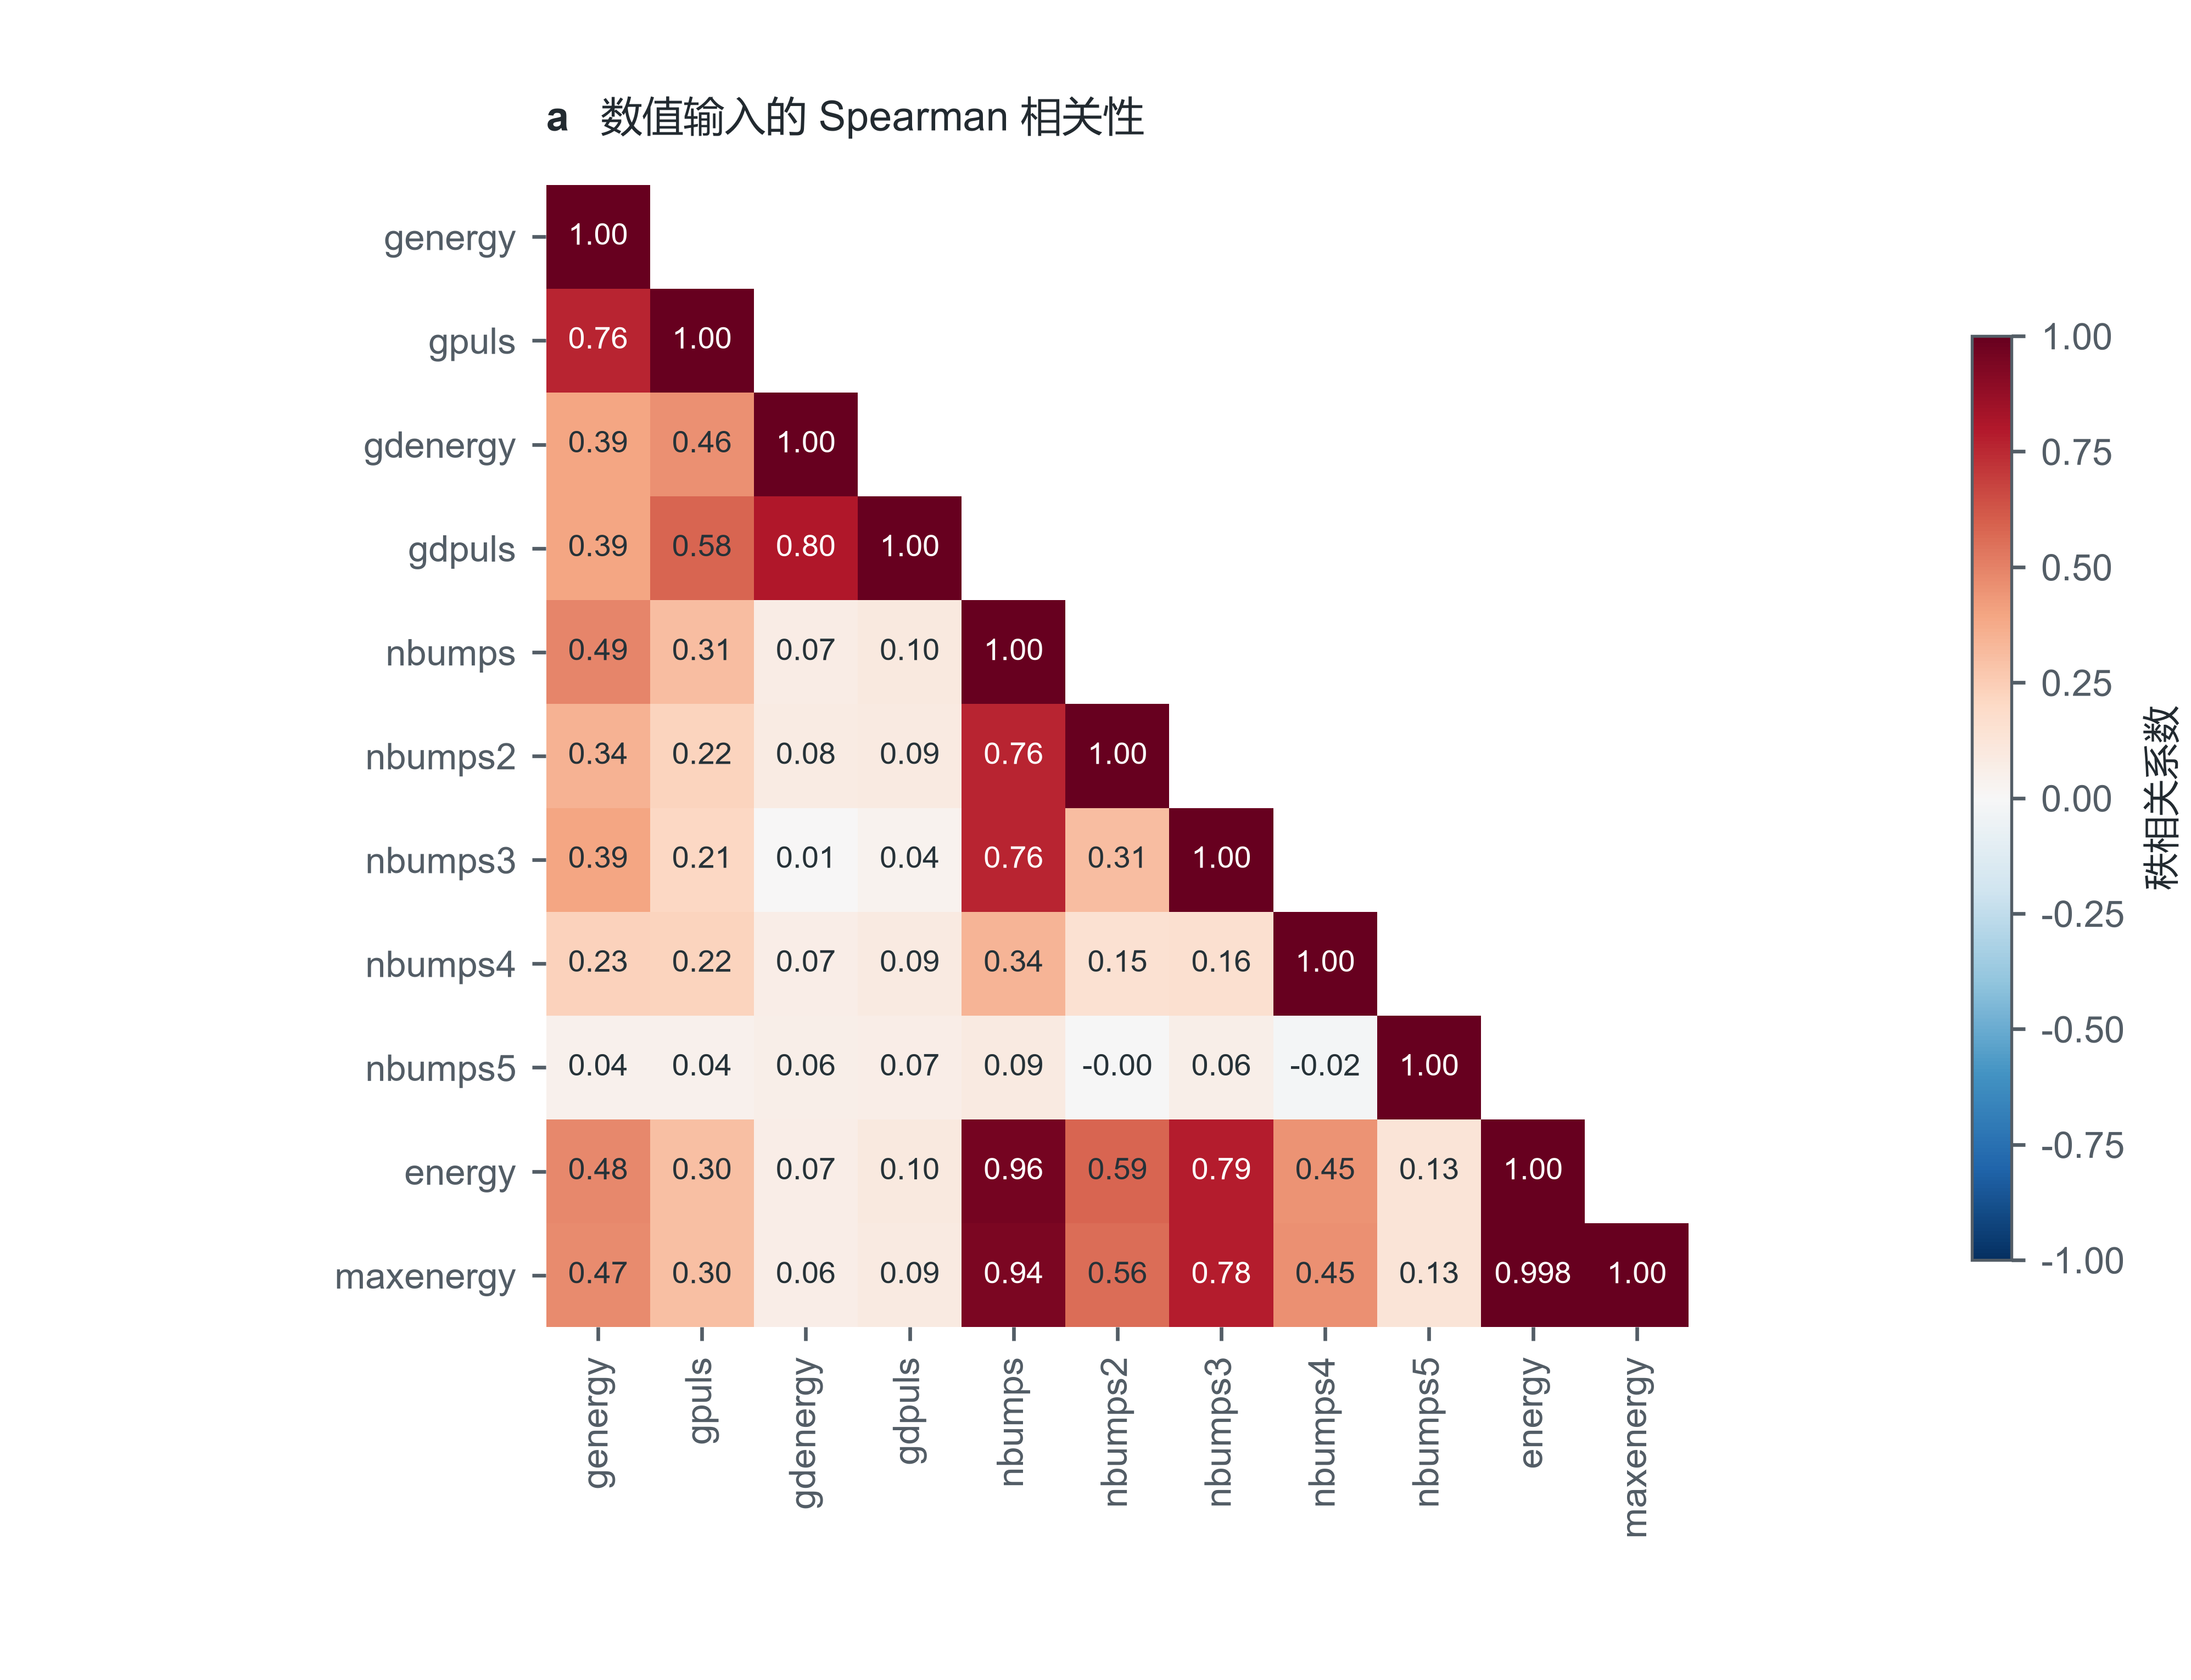 a 数值输入的 Spearman 相关性
genergy 1.00
gpuls 0.76 1.00
gdenergy 0.39 0.46 1.00
gdpuls 0.39 0.58 0.80 1.00
nbumps 0.49 0.31 0.07 0.10 1.00
nbumps2 0.34 0.22 0.08 0.09 0.76 1.00
nbumps3 0.39 0.21 0.01 0.04 0.76 0.31 1.00
nbumps4 0.23 0.22 0.07 0.09 0.34 0.15 0.16 1.00
nbumps5 0.04 0.04 0.06 0.07 0.09 -0.00 0.06 -0.02 1.00
energy 0.48 0.30 0.07 0.10 0.96 0.59 0.79 0.45 0.13 1.00
maxenergy 0.47 0.30 0.06 0.09 0.94 0.56 0.78 0.45 0.13 0.998 1.00
genergy
gpuls
gdenergy
gdpuls
nbumps
nbumps2
nbumps3
nbumps4
nbumps5
energy
maxenergy
1.00
0.75
0.50
0.25
0.00
-0.25
-0.50
-0.75
-1.00
秩相关系数